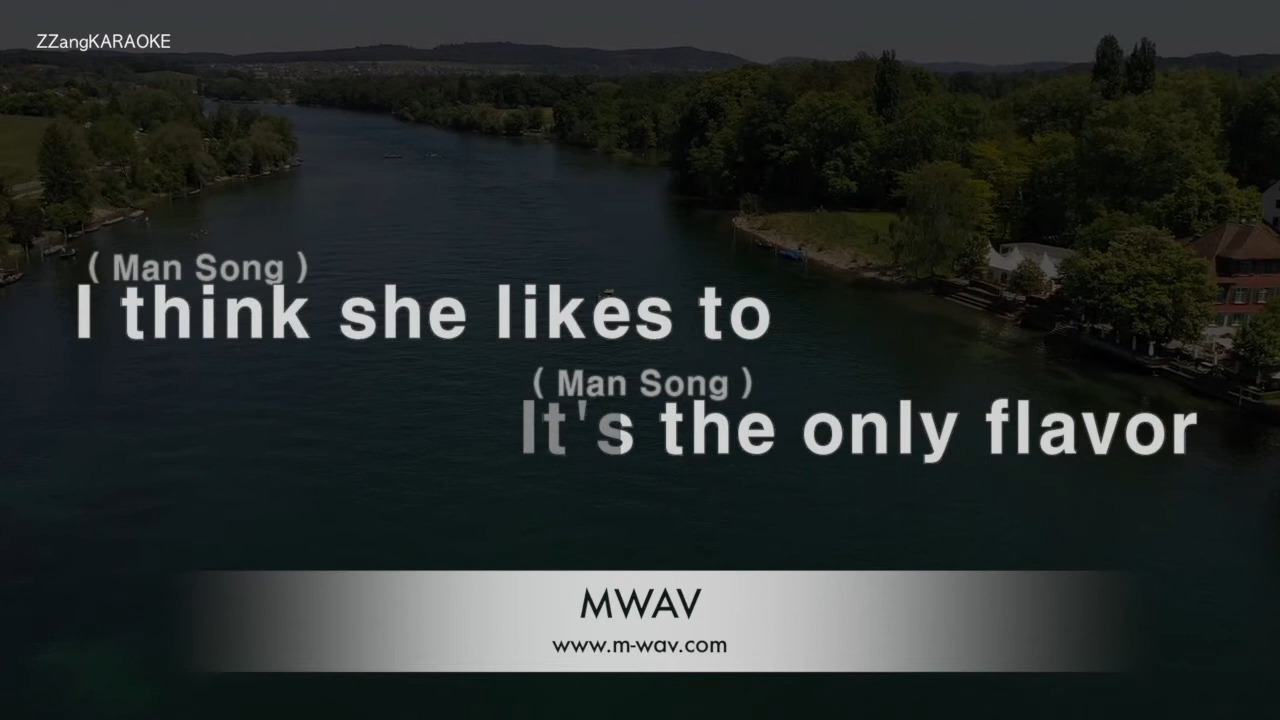 ZZangKARAOKE
( Man Song )
I think she likes to
( Man Song )
It's the only flavor
MWAV
www.m-wav.com